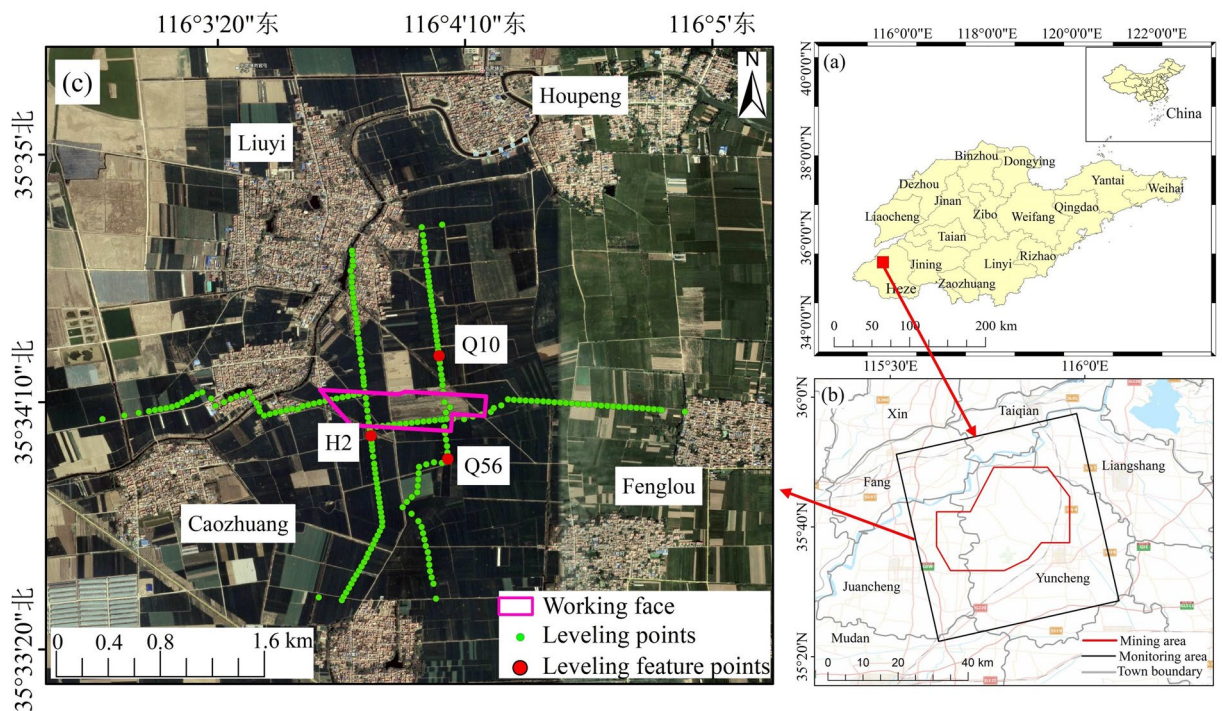 116°3'20"东
116°4'10"东
116°5'东
(c)
N
Houpeng
Liuyi
35°35'北
35°34'10"北
35°33'20"北
Q10
H2
Q56
Fenglou
Caozhuang
Working face
Leveling points
Leveling feature points
0 0.4 0.8 1.6 km
116°0'0"E 118°0'0"E 120°0'0"E 122°0'0"E
(a)
40°0'0"N
38°0'0"N
36°0'0"N
34°0'0"N
China
Binzhou
Dongying
Dezhou
Yantai
Weihai
Jinan
Zibo
Qingdao
Liaocheng
Weifang
Taian
Rizhao
Jining
Linyi
Heze
Zaozhuang
0 50 100 200 km
115°30'E 116°0'E
(b)
36°0'N
35°40'N
35°20'N
Xin
Taiqian
Liangshang
Fang
Juancheng
Yuncheng
Mudan
Mining area
Monitoring area
Town boundary
0 10 20 40 km